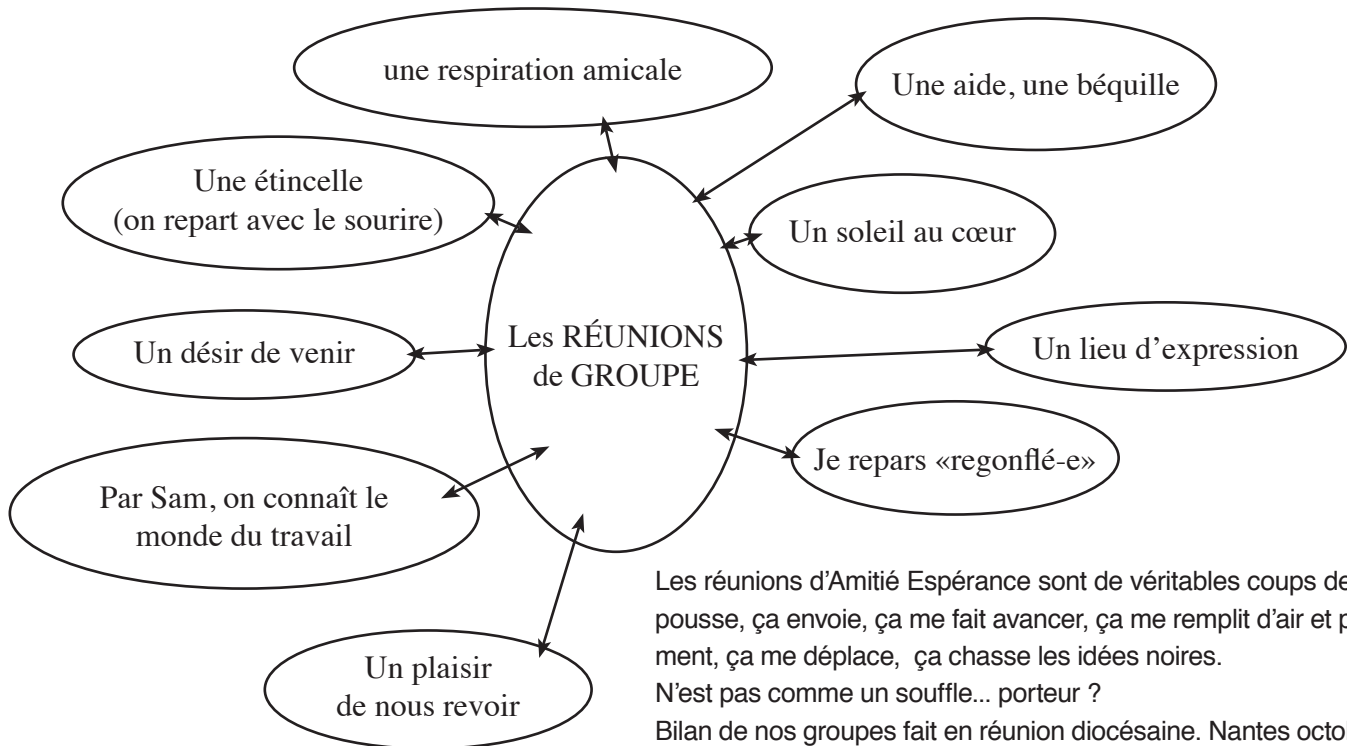 une respiration amicale
Une aide, une béquille
Une étincelle
(on repart avec le sourire)
Un soleil au cœur
Un désir de venir
Les RÉUNIONS
de GROUPE
Un lieu d’expression
Par Sam, on connaît le
monde du travail
Je repars «regonflé-e»
Un plaisir
de nous revoir
Les réunions d’Amitié Espérance sont de véritables coups de
pousse, ça envoie, ça me fait avancer, ça me remplit d’air et
ment, ça me déplace, ça chasse les idées noires.
N’est pas comme un souffle... porteur ?
Bilan de nos groupes fait en réunion diocésaine. Nantes